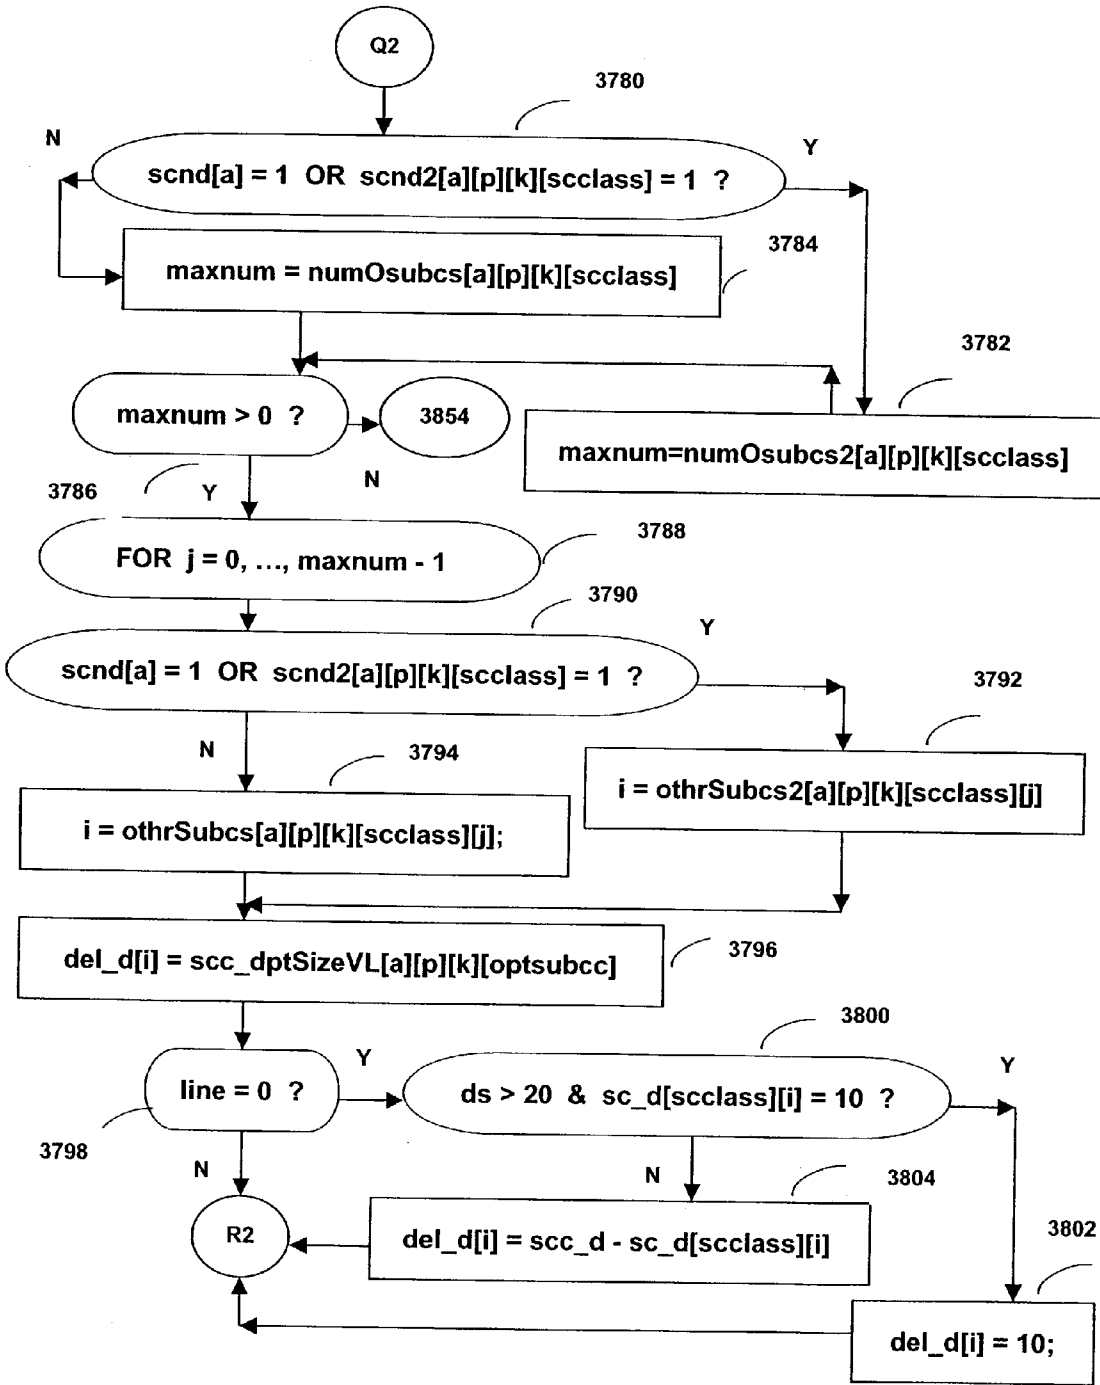 Q2
3780
N
Y
scnd[a] = 1 OR scnd2[a][p][k][scclass] = 1 ?
3784
maxnum = numOsubcs[a][p][k][scclass]
3782
maxnum > 0 ?
3854
maxnum=numOsubcs2[a][p][k][scclass]
3786
Y
N
FOR j = 0, ..., maxnum - 1
3788
3790
Y
scnd[a] = 1 OR scnd2[a][p][k][scclass] = 1 ?
3792
N
3794
i = othrSubcs2[a][p][k][scclass][j]
i = othrSubcs[a][p][k][scclass][j];
del_d[i] = scc_dptSizeVL[a][p][k][optsubcc]
3796
3800
Y
Y
line = 0 ?
ds > 20 & sc_d[scclass][i] = 10 ?
3798
N
N
3804
R2
del_d[i] = scc_d - sc_d[scclass][i]
3802
del_d[i] = 10;